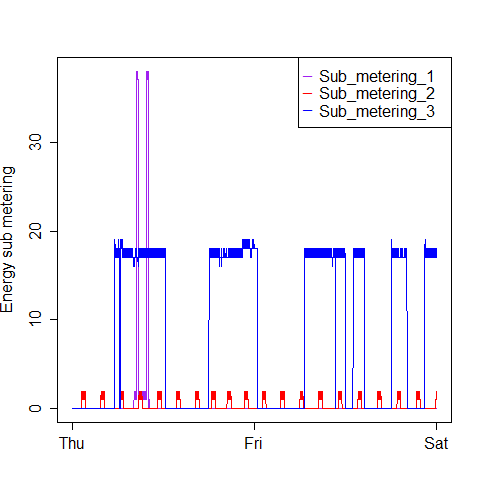 Sub_metering_1
Sub_metering_2
Sub_metering_3
Energy sub metering
30
20
10
0
Thu
Fri
Sat